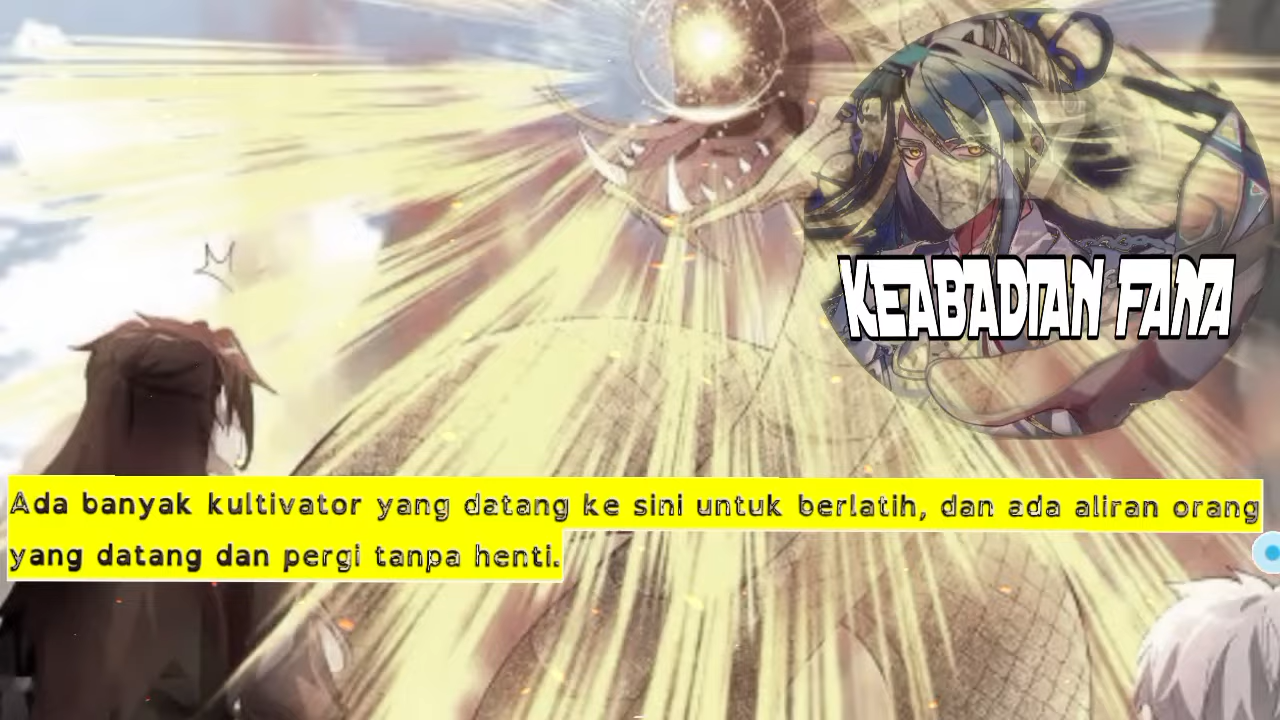 KEABADIAN FANA
Ada banyak kultivator yang datang ke sini untuk berlatih, dan ada aliran orang
yang datang dan pergi tanpa henti.